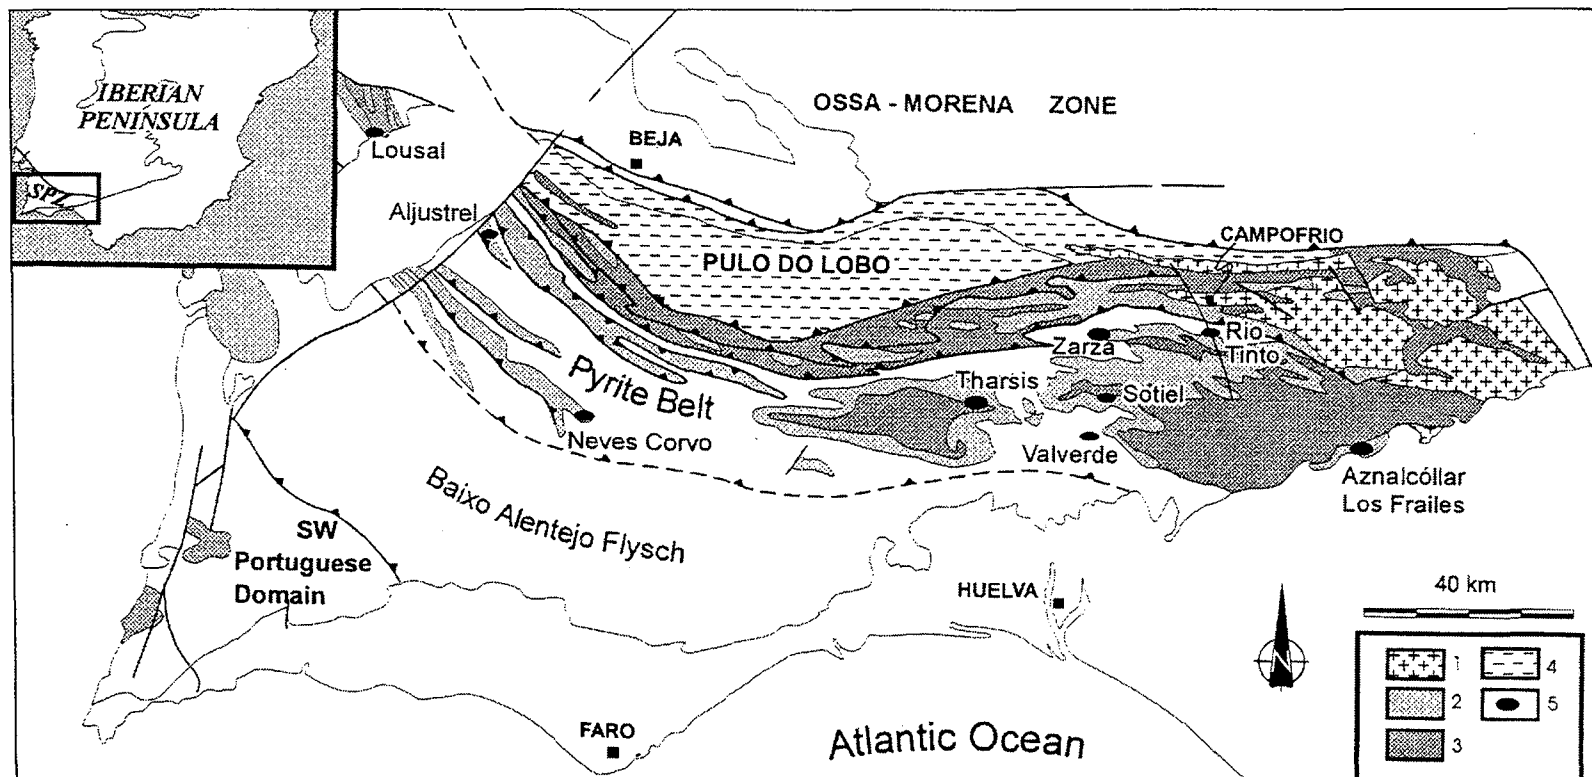 IBERIAN
PENINSULA
SPZ
Lousal
OSSA - MORENA ZONE
BEJA
Aljustrel
CAMPOFRIO
PULO DO LOBO
Zarza
Rio
Tinto
Pyrite Belt
Tharsis
Sotiel
Neves Corvo
Valverde
Aznalcóllar
Los Frailes
Baixo Alentejo Flysch
SW
Portuguese
Domain
HUELVA
40 km
N
1
4
2
5
3
FARO
Atlantic Ocean